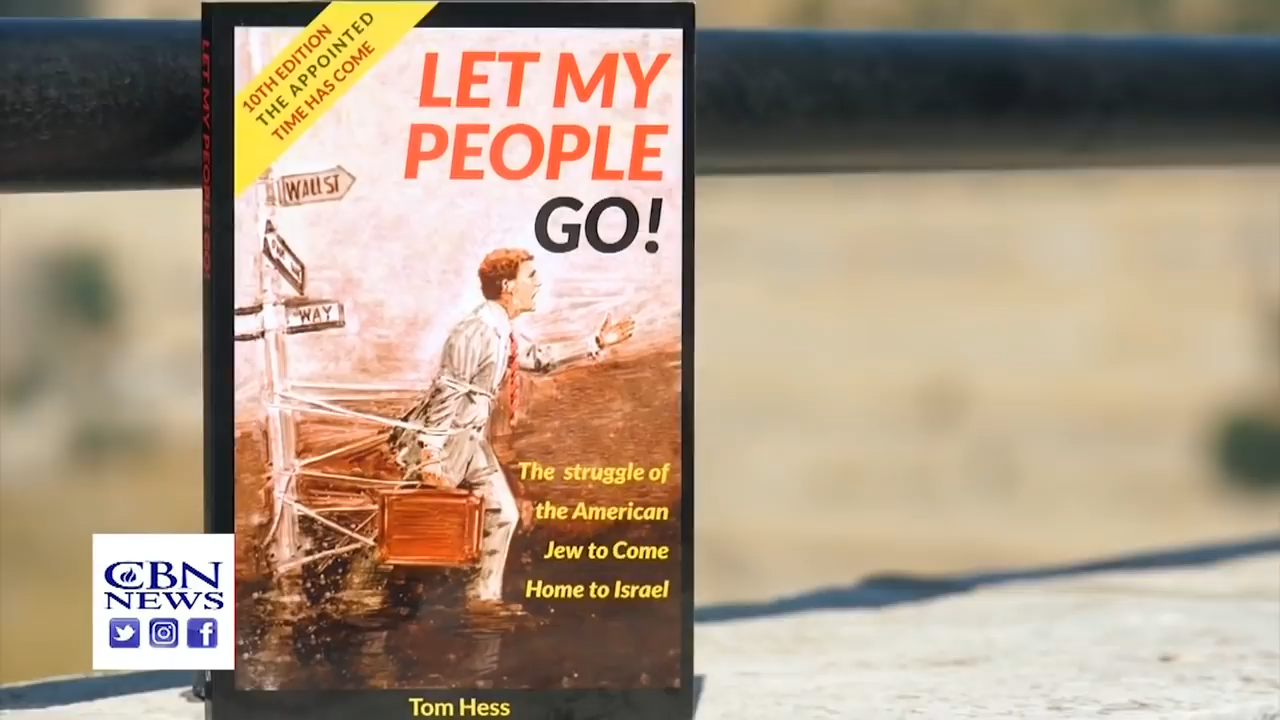 10TH EDITION
THE APPOINTED
TIME HAS COME
LET MY
PEOPLE
GO!
WALL ST
WAY
The struggle of
the American
Jew to Come
Home to Israel
Tom Hess
LET MY PEOPLE GO!
CBN
NEWS